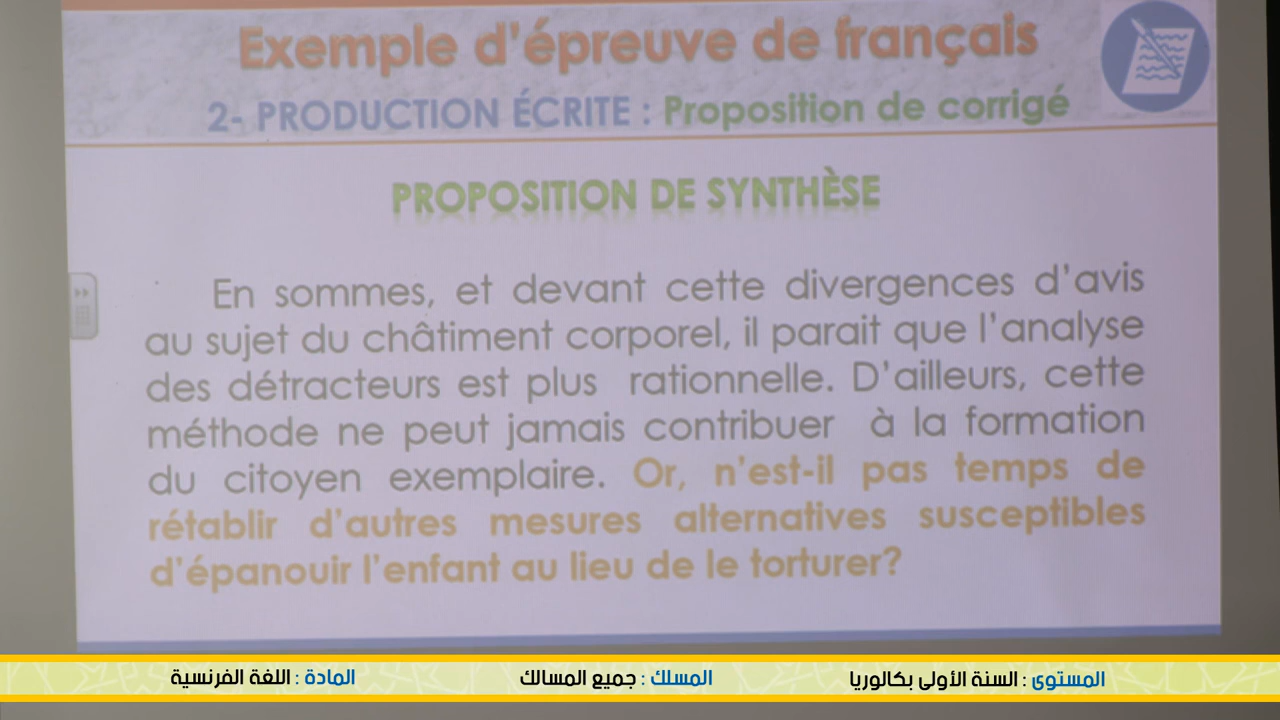 Exemple d'épreuve de français
2- PRODUCTION ÉCRITE : Proposition de corrigé
PROPOSITION DE SYNTHÈSE
En sommes, et devant cette divergences d'avis
au sujet du châtiment corporel, il parait que l'analyse
des détracteurs est plus rationnelle. D'ailleurs, cette
méthode ne peut jamais contribuer à la formation
du citoyen exemplaire. Or, n'est-il pas temps de
rétablir d'autres mesures alternatives susceptibles
d'épanouir l'enfant au lieu de le torturer?
المستوى : السنة الأولى بكالوريا المسلك : جميع المسالك المادة : اللغة الفرنسية